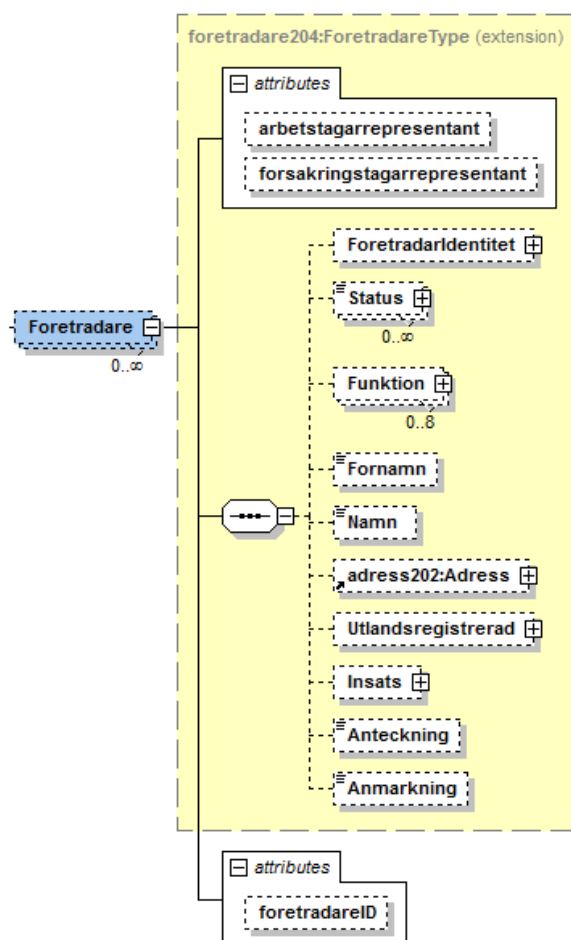 foretradare204:ForetradareType (extension)
attributes
arbetstagarrepresentant
forsakringstagarrepresentant
ForetradarIdentitet
Status
0..∞
Foretradare
0..∞
Funktion
0..8
Fornamn
Namn
adress202:Adress
Utlandsregistrerad
Insats
Anteckning
Anmarkning
attributes
foretradareID